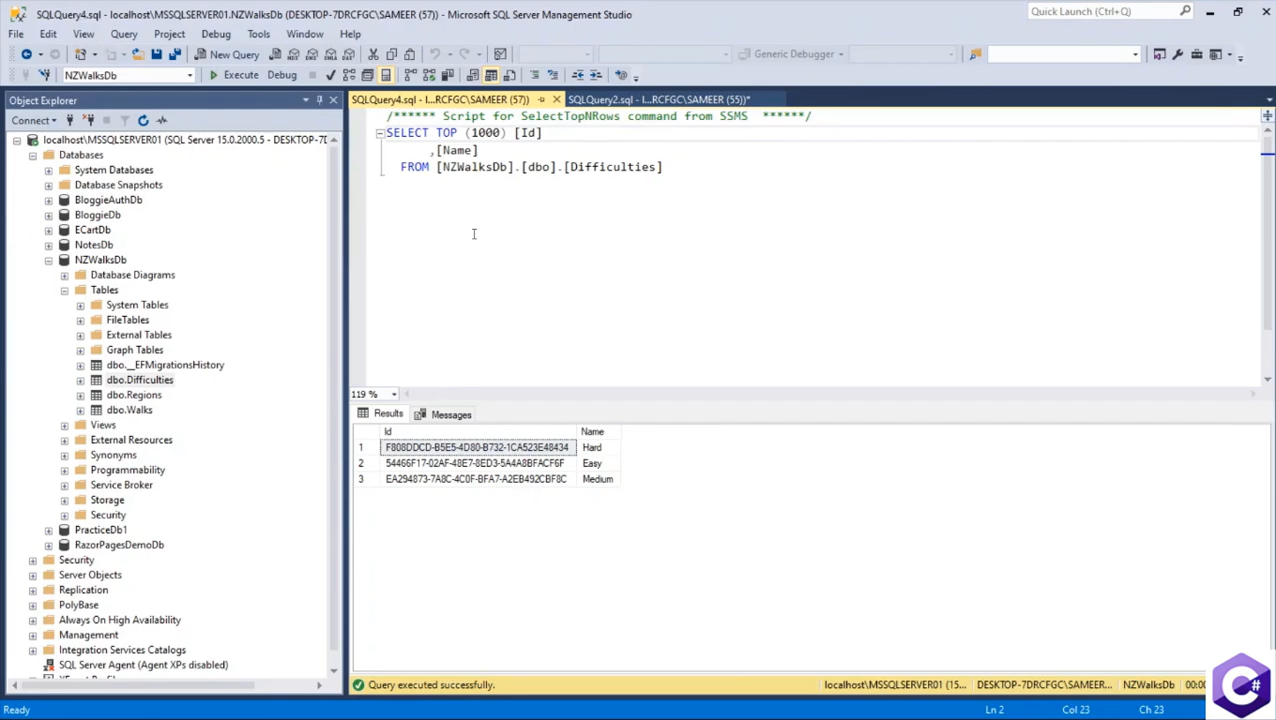 SQLQuery4.sql - localhost\MSSQLSERVER01.NZWalksDb (DESKTOP-7DRCFGC\SAMEER (57)) - Microsoft SQL Server Management Studio
Quick Launch (Ctrl+Q)
File Edit View Query Project Debug Tools Window Help
New Query
Generic Debugger
NZWalksDb
Execute Debug
Object Explorer
SQLQuery4.sql - l...RCFGC\SAMEER (57))
SQLQuery2.sql - l...RCFGC\SAMEER (55))*
Connect
localhost\MSSQLSERVER01 (SQL Server 15.0.2000.5 - DESKTOP-7DRCFGC
Databases
System Databases
Database Snapshots
BloggieAuthDb
BloggieDb
ECartDb
NotesDb
NZWalksDb
Database Diagrams
Tables
System Tables
FileTables
External Tables
Graph Tables
dbo.__EFMigrationsHistory
dbo.Difficulties
dbo.Regions
dbo.Walks
Views
External Resources
Synonyms
Programmability
Service Broker
Storage
Security
PracticeDb1
RazorPagesDemoDb
Security
Server Objects
Replication
PolyBase
Always On High Availability
Management
Integration Services Catalogs
SQL Server Agent (Agent XPs disabled)
/****** Script for SelectTopNRows command from SSMS ******/
SELECT TOP (1000) [Id]
,[Name]
FROM [NZWalksDb].[dbo].[Difficulties]
119 %
Results Messages
Id Name
1 F808DDCD-B5E5-4D80-B732-1CA523E48434 Hard
2 54466F17-02AF-48E7-8ED3-5A4A8BFACF6F Easy
3 EA294873-7A8C-4C0F-BFA7-A2EB492CBF8C Medium
Query executed successfully.
localhost\MSSQLSERVER01 (15... DESKTOP-7DRCFGC\SAMEER... NZWalksDb 00:0
Ready
Ln 2 Col 23 Ch 23
C#